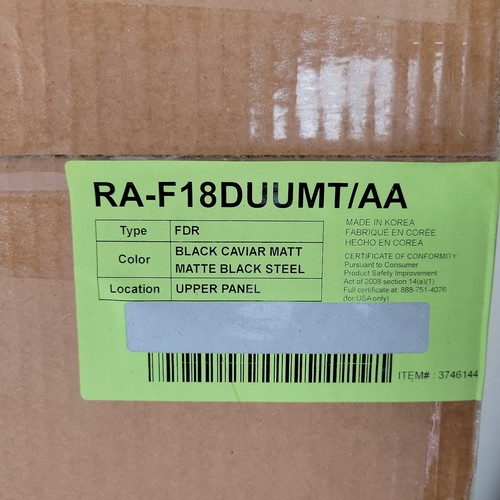 RA-F18DUUMT/AA
Type FDR
Color BLACK CAVIAR MATT
MATTE BLACK STEEL
Location UPPER PANEL
MADE IN KOREA
FABRIQUÉ EN CORÉE
HECHO EN COREA
CERTIFICATE OF CONFORMITY
Pursuant to Consumer
Product Safety Improvement
Act of 2008 section 14(a)(1)
Full certificate at: 888-751-4076
(for USA only)
ITEM# : 3746144